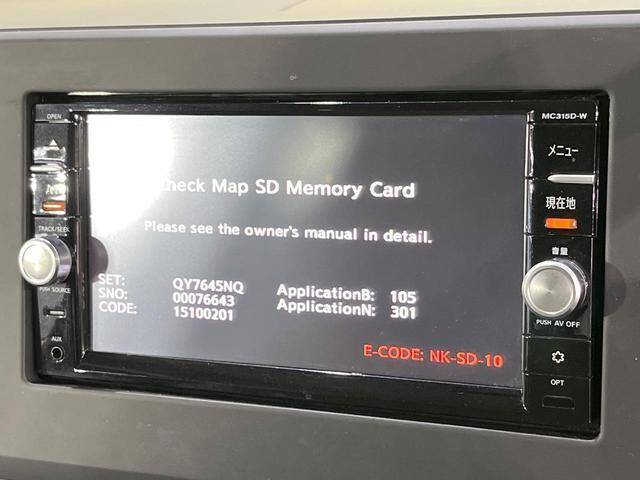 OPEN
MC315D-W
メニュー
現在地
TRACK/SEEK
PUSH SOURCE
AUX
音量
PUSH AV OFF
OPT
heck Map SD Memory Card
Please see the owner's manual in detail.
SET: QY7645NQ ApplicationB: 105
SNO: 00076643 ApplicationN: 301
CODE: 15100201
E-CODE: NK-SD-10